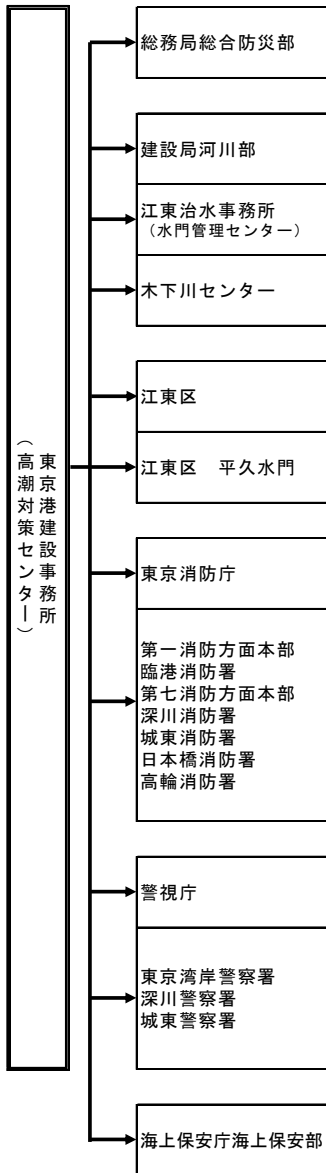 東京港建設事務所
（高潮対策センター）
総務局総合防災部
建設局河川部
江東治水事務所
（水門管理センター）
木下川センター
江東区
江東区　平久水門
東京消防庁
第一消防方面本部
臨港消防署
第七消防方面本部
深川消防署
城東消防署
日本橋消防署
高輪消防署
警視庁
東京湾岸警察署
深川警察署
城東警察署
海上保安庁海上保安部